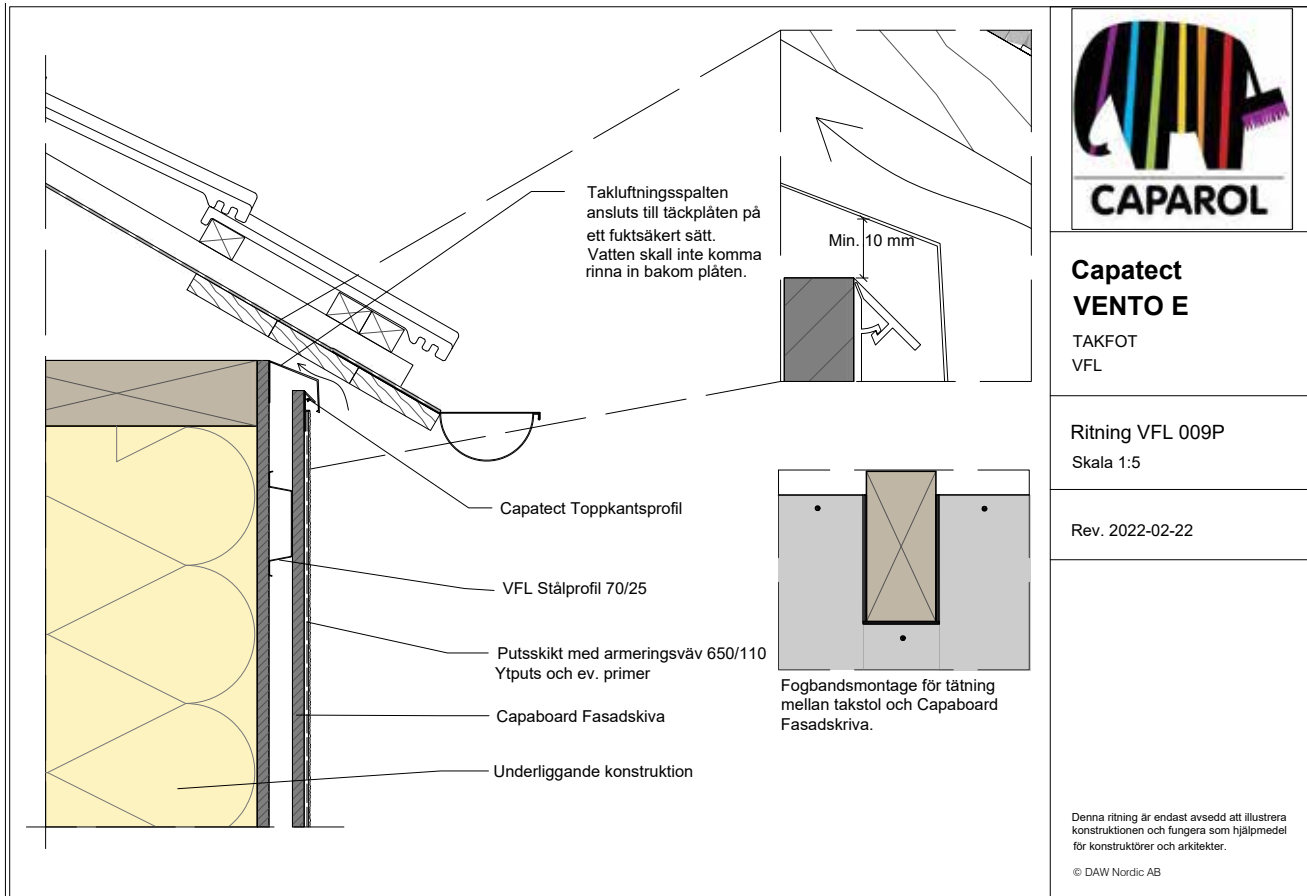 Takluftningsspalten
ansluts till täckplåten på
ett fuktsäkert sätt.
Vatten skall inte komma
rinna in bakom plåten.
Min. 10 mm
Capatect Toppkantsprofil
VFL Stålprofil 70/25
Putsskikt med armeringsväv 650/110
Ytputs och ev. primer
Capaboard Fasadskiva
Underliggande konstruktion
Fogbandsmontage för tätning
mellan takstol och Capaboard
Fasadskriva.
CAPAROL
Capatect
VENTO E
TAKFOT
VFL
Ritning VFL 009P
Skala 1:5
Rev. 2022-02-22
Denna ritning är endast avsedd att illustrera
konstruktionen och fungera som hjälpmedel
för konstruktörer och arkitekter.
© DAW Nordic AB